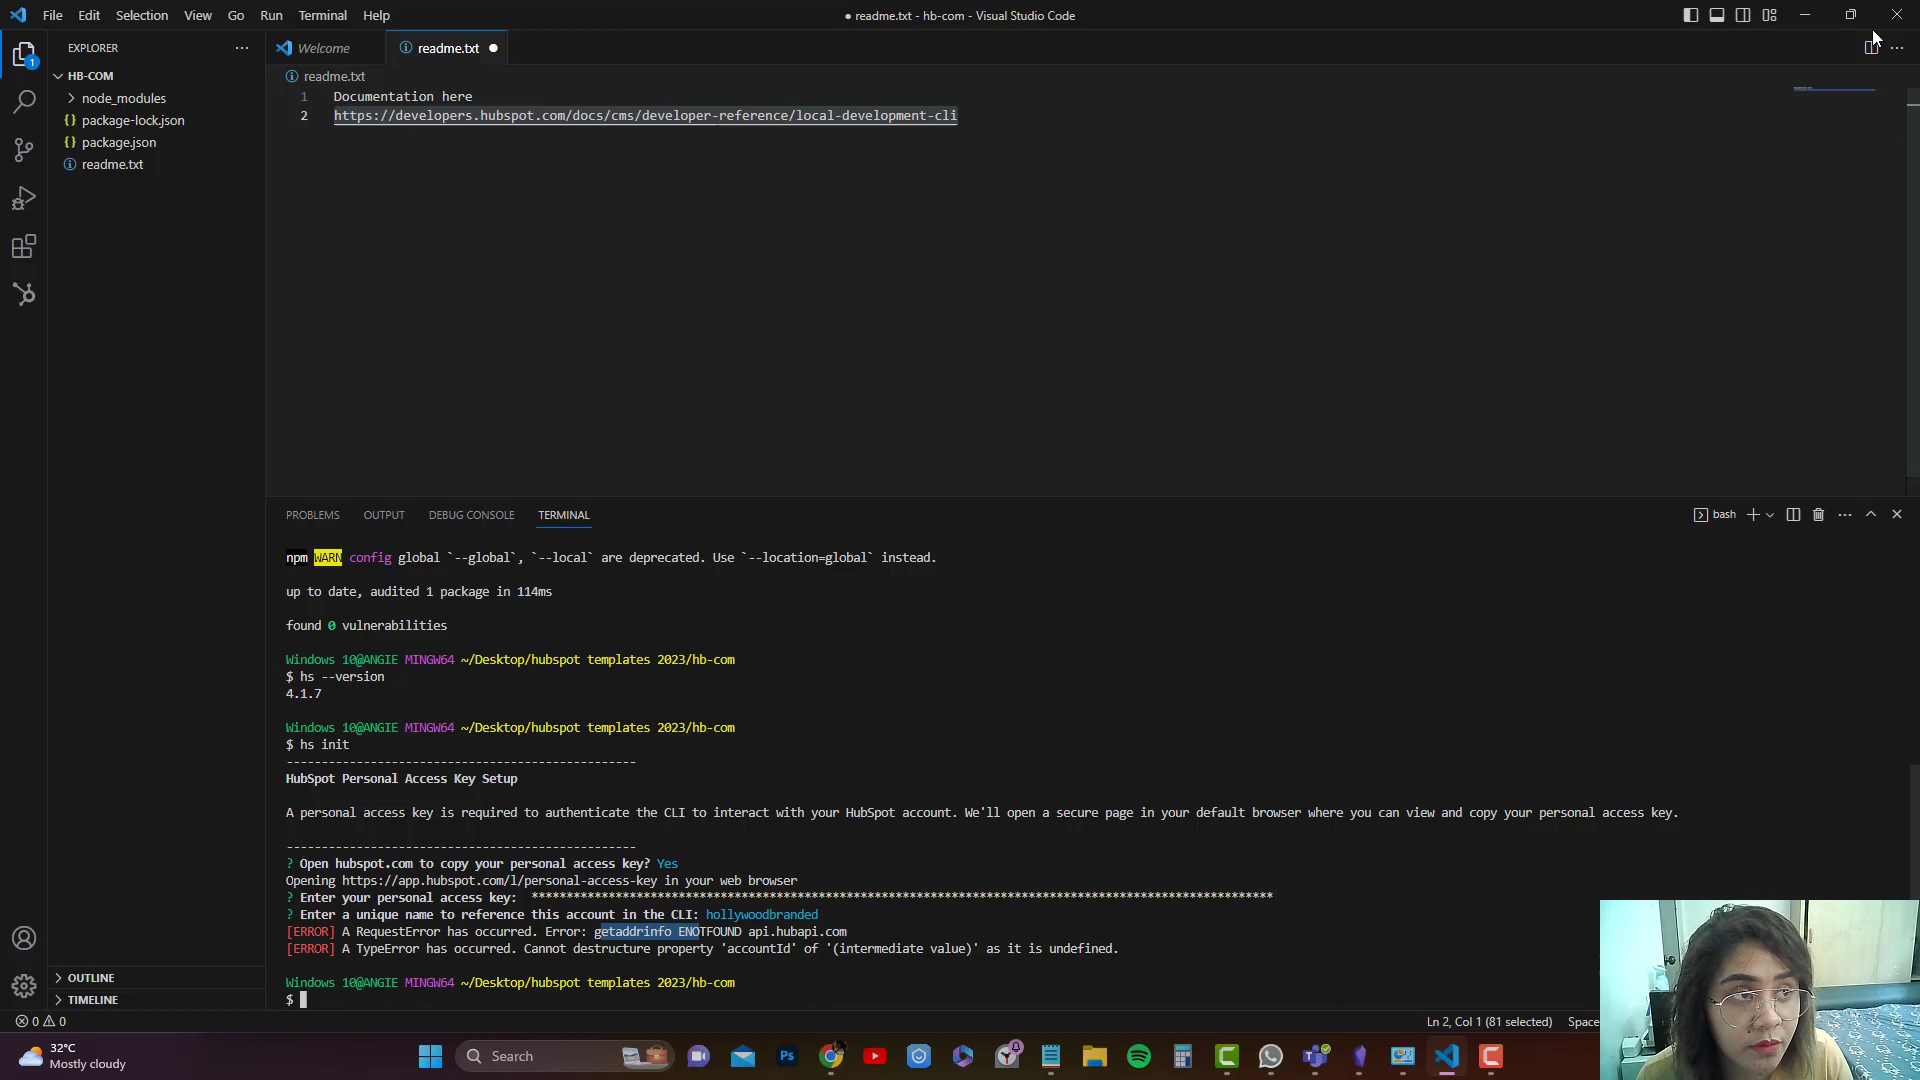 File Edit Selection View Go Run Terminal Help
● readme.txt - hb-com - Visual Studio Code
EXPLORER
Welcome
readme.txt
HB-COM
readme.txt
node_modules
package-lock.json
package.json
readme.txt
1 Documentation here
2 https://developers.hubspot.com/docs/cms/developer-reference/local-development-cli
1
PROBLEMS OUTPUT DEBUG CONSOLE TERMINAL
bash
npm WARN config global `--global`, `--local` are deprecated. Use `--location=global` instead.
up to date, audited 1 package in 114ms
found 0 vulnerabilities
Windows 10@ANGIE MINGW64 ~/Desktop/hubspot templates 2023/hb-com
$ hs --version
4.1.7
Windows 10@ANGIE MINGW64 ~/Desktop/hubspot templates 2023/hb-com
$ hs init
--------------------------------------------------
HubSpot Personal Access Key Setup
A personal access key is required to authenticate the CLI to interact with your HubSpot account. We'll open a secure page in your default browser where you can view and copy your personal access key.
--------------------------------------------------
? Open hubspot.com to copy your personal access key? Yes
Opening https://app.hubspot.com/l/personal-access-key in your web browser
? Enter your personal access key: **********************************************************************************************************
? Enter a unique name to reference this account in the CLI: hollywoodbranded
[ERROR] A RequestError has occurred. Error: getaddrinfo ENOTFOUND api.hubapi.com
[ERROR] A TypeError has occurred. Cannot destructure property 'accountId' of '(intermediate value)' as it is undefined.
Windows 10@ANGIE MINGW64 ~/Desktop/hubspot templates 2023/hb-com
$
OUTLINE
TIMELINE
0 0
Ln 2, Col 1 (81 selected)
Space
32°C
Mostly cloudy
Search
Ps